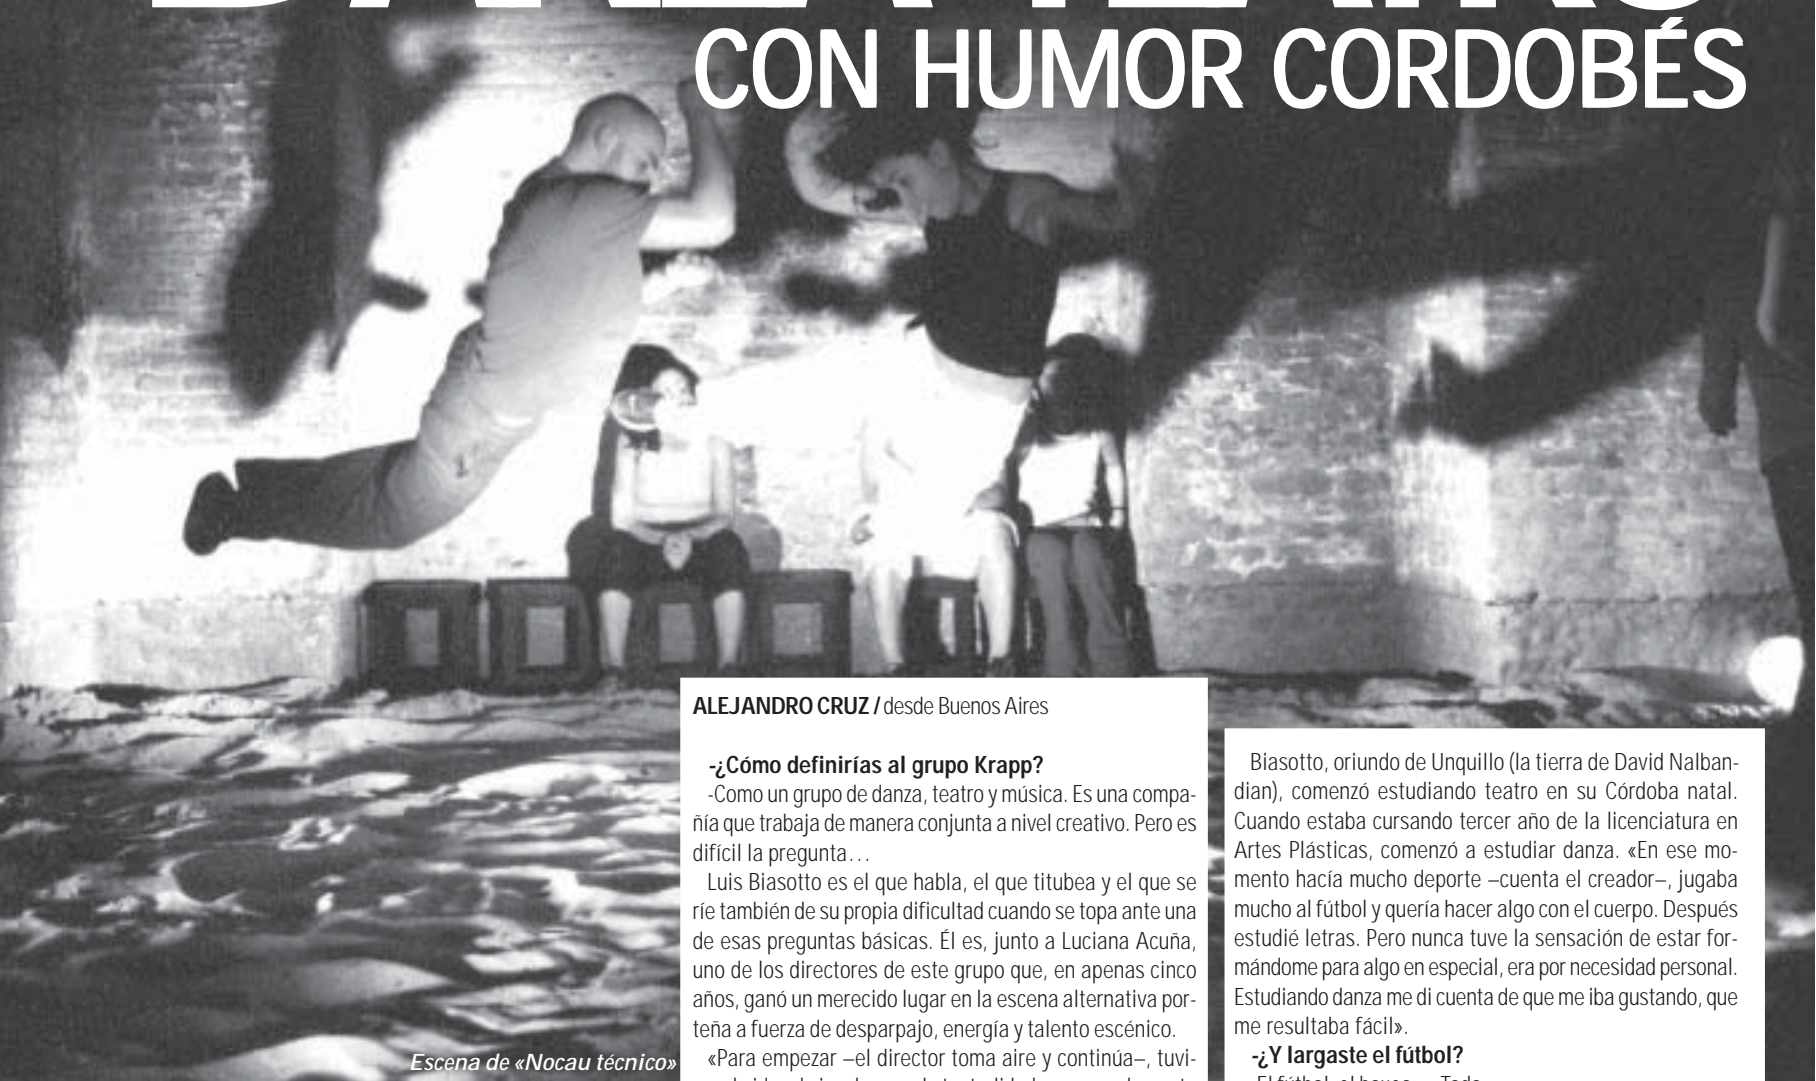 CON HUMOR CORDOBÉS
ALEJANDRO CRUZ / desde Buenos Aires
-¿Cómo definirías al grupo Krapp?
-Como un grupo de danza, teatro y música. Es una compa-
ñía que trabaja de manera conjunta a nivel creativo. Pero es
difícil la pregunta…
Luis Biasotto es el que habla, el que titubea y el que se
ríe también de su propia dificultad cuando se topa ante una
de esas preguntas básicas. Él es, junto a Luciana Acuña,
uno de los directores de este grupo que, en apenas cinco
años, ganó un merecido lugar en la escena alternativa por-
teña a fuerza de desparpajo, energía y talento escénico.
«Para empezar –el director toma aire y continúa–, tuvi-
Biasotto, oriundo de Unquillo (la tierra de David Nalban-
dian), comenzó estudiando teatro en su Córdoba natal.
Cuando estaba cursando tercer año de la licenciatura en
Artes Plásticas, comenzó a estudiar danza. «En ese mo-
mento hacía mucho deporte –cuenta el creador–, jugaba
mucho al fútbol y quería hacer algo con el cuerpo. Después
estudié letras. Pero nunca tuve la sensación de estar for-
mándome para algo en especial, era por necesidad personal.
Estudiando danza me di cuenta de que me iba gustando, que
me resultaba fácil».
-¿Y largaste el fútbol?
Escena de «Nocau técnico»